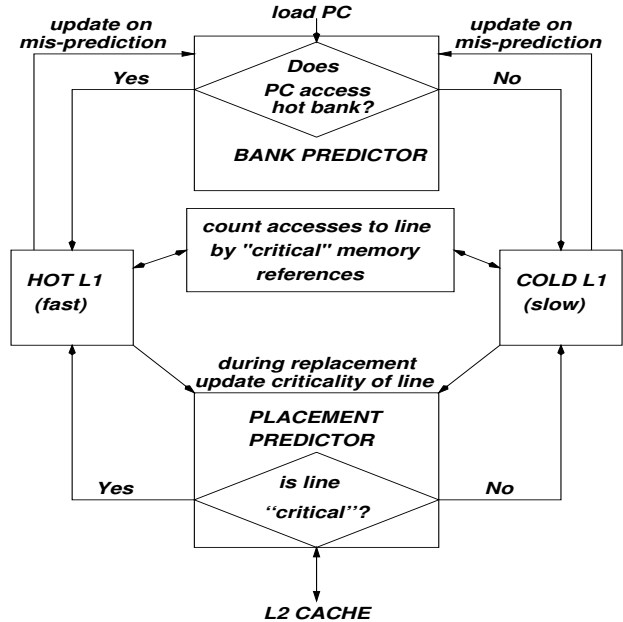 load PC
update on
mis-prediction
update on
mis-prediction
Yes
Does
PC access
hot bank?
No
BANK PREDICTOR
count accesses to line
by "critical" memory
references
HOT L1
(fast)
COLD L1
(slow)
during replacement
update criticality of line
PLACEMENT
PREDICTOR
Yes
is line
“critical”?
No
L2 CACHE